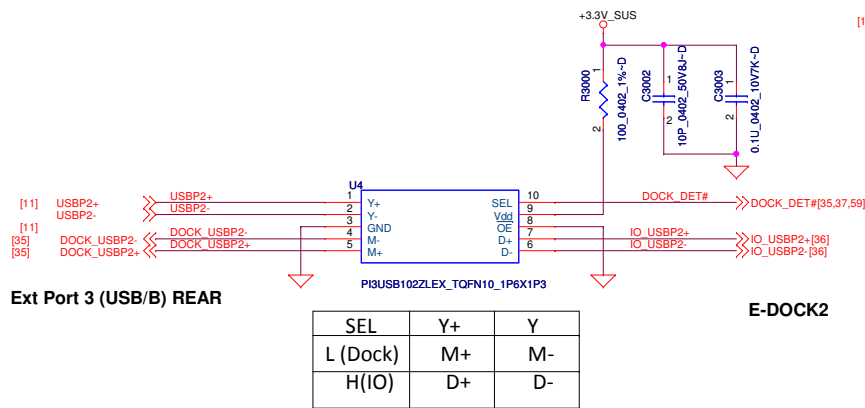 +3.3V_SUS
[1
1
R3000
100_0402_1%~D
2
1
C3002
10P_0402_50V8J~D
2
1
C3003
0.1U_0402_10V7K~D
2
U4
[11] USBP2+ USBP2+ 1 Y+ SEL 10 DOCK_DET# DOCK_DET#[35,37,59]
USBP2- USBP2- 2 Y- Vdd 9
[11] 3 GND OE 8
[35] DOCK_USBP2- DOCK_USBP2- 4 M- D+ 7 IO_USBP2+ IO_USBP2+[36]
[35] DOCK_USBP2+ DOCK_USBP2+ 5 M+ D- 6 IO_USBP2- IO_USBP2-[36]
PI3USB102ZLEX_TQFN10_1P6X1P3
Ext Port 3 (USB/B) REAR
E-DOCK2
SEL Y+ Y
L (Dock) M+ M-
H(IO) D+ D-